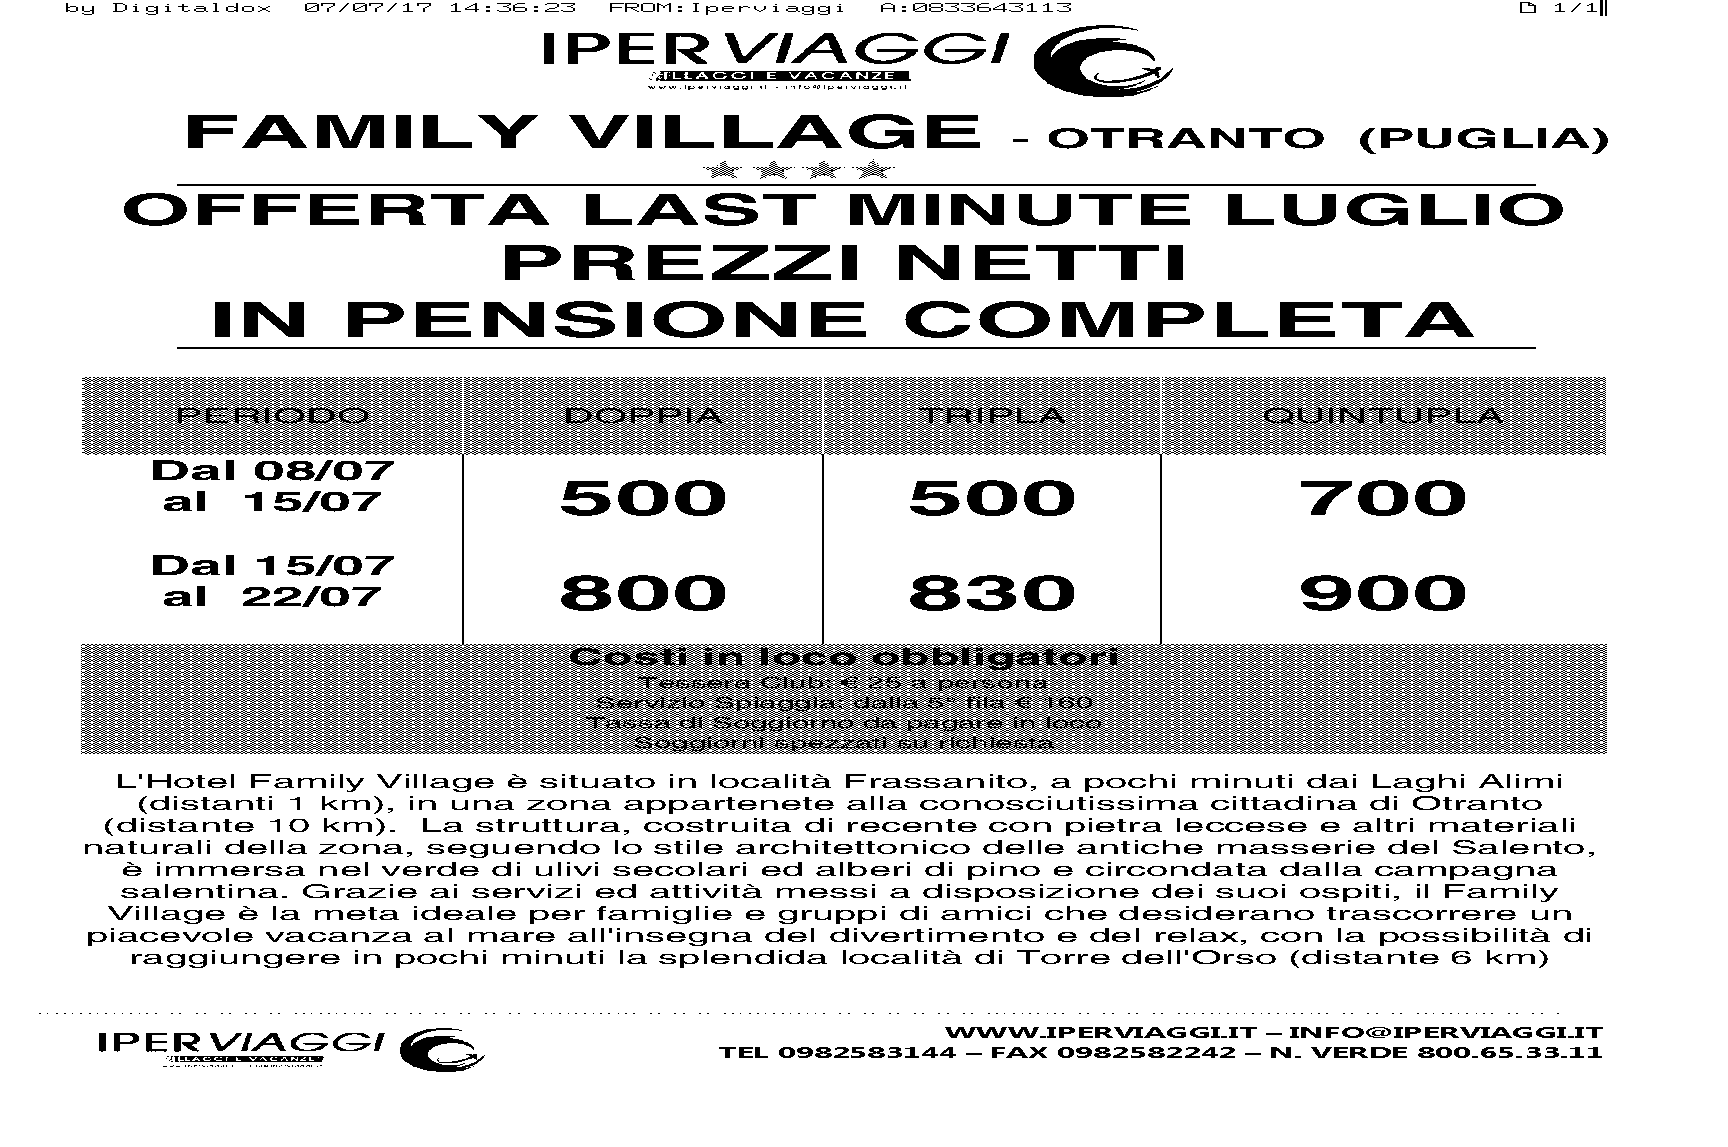 by Digitaldox 07/07/17 14:36:23 FROM:Iperviaggi A:0833643113 1/1
IPERVIAGGI
VILLAGGI E VACANZE
www.iperviaggi.it - info@iperviaggi.it
FAMILY VILLAGE - OTRANTO (PUGLIA)
OFFERTA LAST MINUTE LUGLIO
PREZZI NETTI
IN PENSIONE COMPLETA
PERIODO DOPPIA TRIPLA QUINTUPLA
Dal 08/07
al 15/07 500 500 700
Dal 15/07
al 22/07 800 830 900
Costi in loco obbligatori
Tessera Club: € 25 a persona
Servizio Spiaggia: dalla 5° fila € 160
Tassa di Soggiorno da pagare in loco
Soggiorni spezzati su richiesta
L'Hotel Family Village è situato in località Frassanito, a pochi minuti dai Laghi Alimi
(distanti 1 km), in una zona appartenete alla conosciutissima cittadina di Otranto
(distante 10 km). La struttura, costruita di recente con pietra leccese e altri materiali
naturali della zona, seguendo lo stile architettonico delle antiche masserie del Salento,
è immersa nel verde di ulivi secolari ed alberi di pino e circondata dalla campagna
salentina. Grazie ai servizi ed attività messi a disposizione dei suoi ospiti, il Family
Village è la meta ideale per famiglie e gruppi di amici che desiderano trascorrere un
piacevole vacanza al mare all'insegna del divertimento e del relax, con la possibilità di
raggiungere in pochi minuti la splendida località di Torre dell'Orso (distante 6 km)
IPERVIAGGI
VILLAGGI E VACANZE
WWW.IPERVIAGGI.IT – INFO@IPERVIAGGI.IT
TEL 0982583144 – FAX 0982582242 – N. VERDE 800.65.33.11